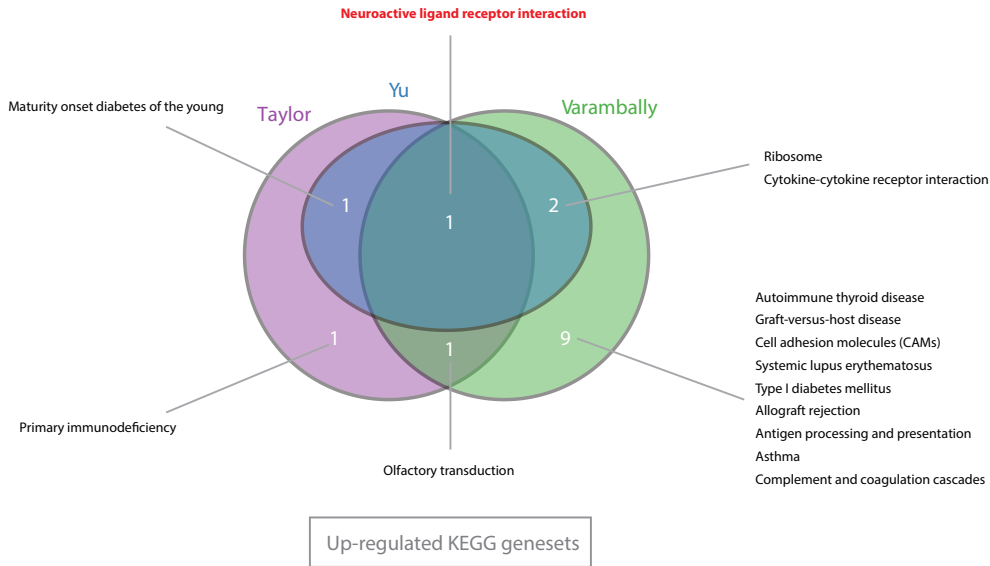 Neuroactive ligand receptor interaction
Yu
Taylor
Varambally
Maturity onset diabetes of the young
Ribosome
Cytokine-cytokine receptor interaction
1
1
2
Autoimmune thyroid disease
Graft-versus-host disease
Cell adhesion molecules (CAMs)
Systemic lupus erythematosus
Type I diabetes mellitus
Allograft rejection
Antigen processing and presentation
Asthma
Complement and coagulation cascades
1
1
9
Primary immunodeficiency
Olfactory transduction
Up-regulated KEGG genesets